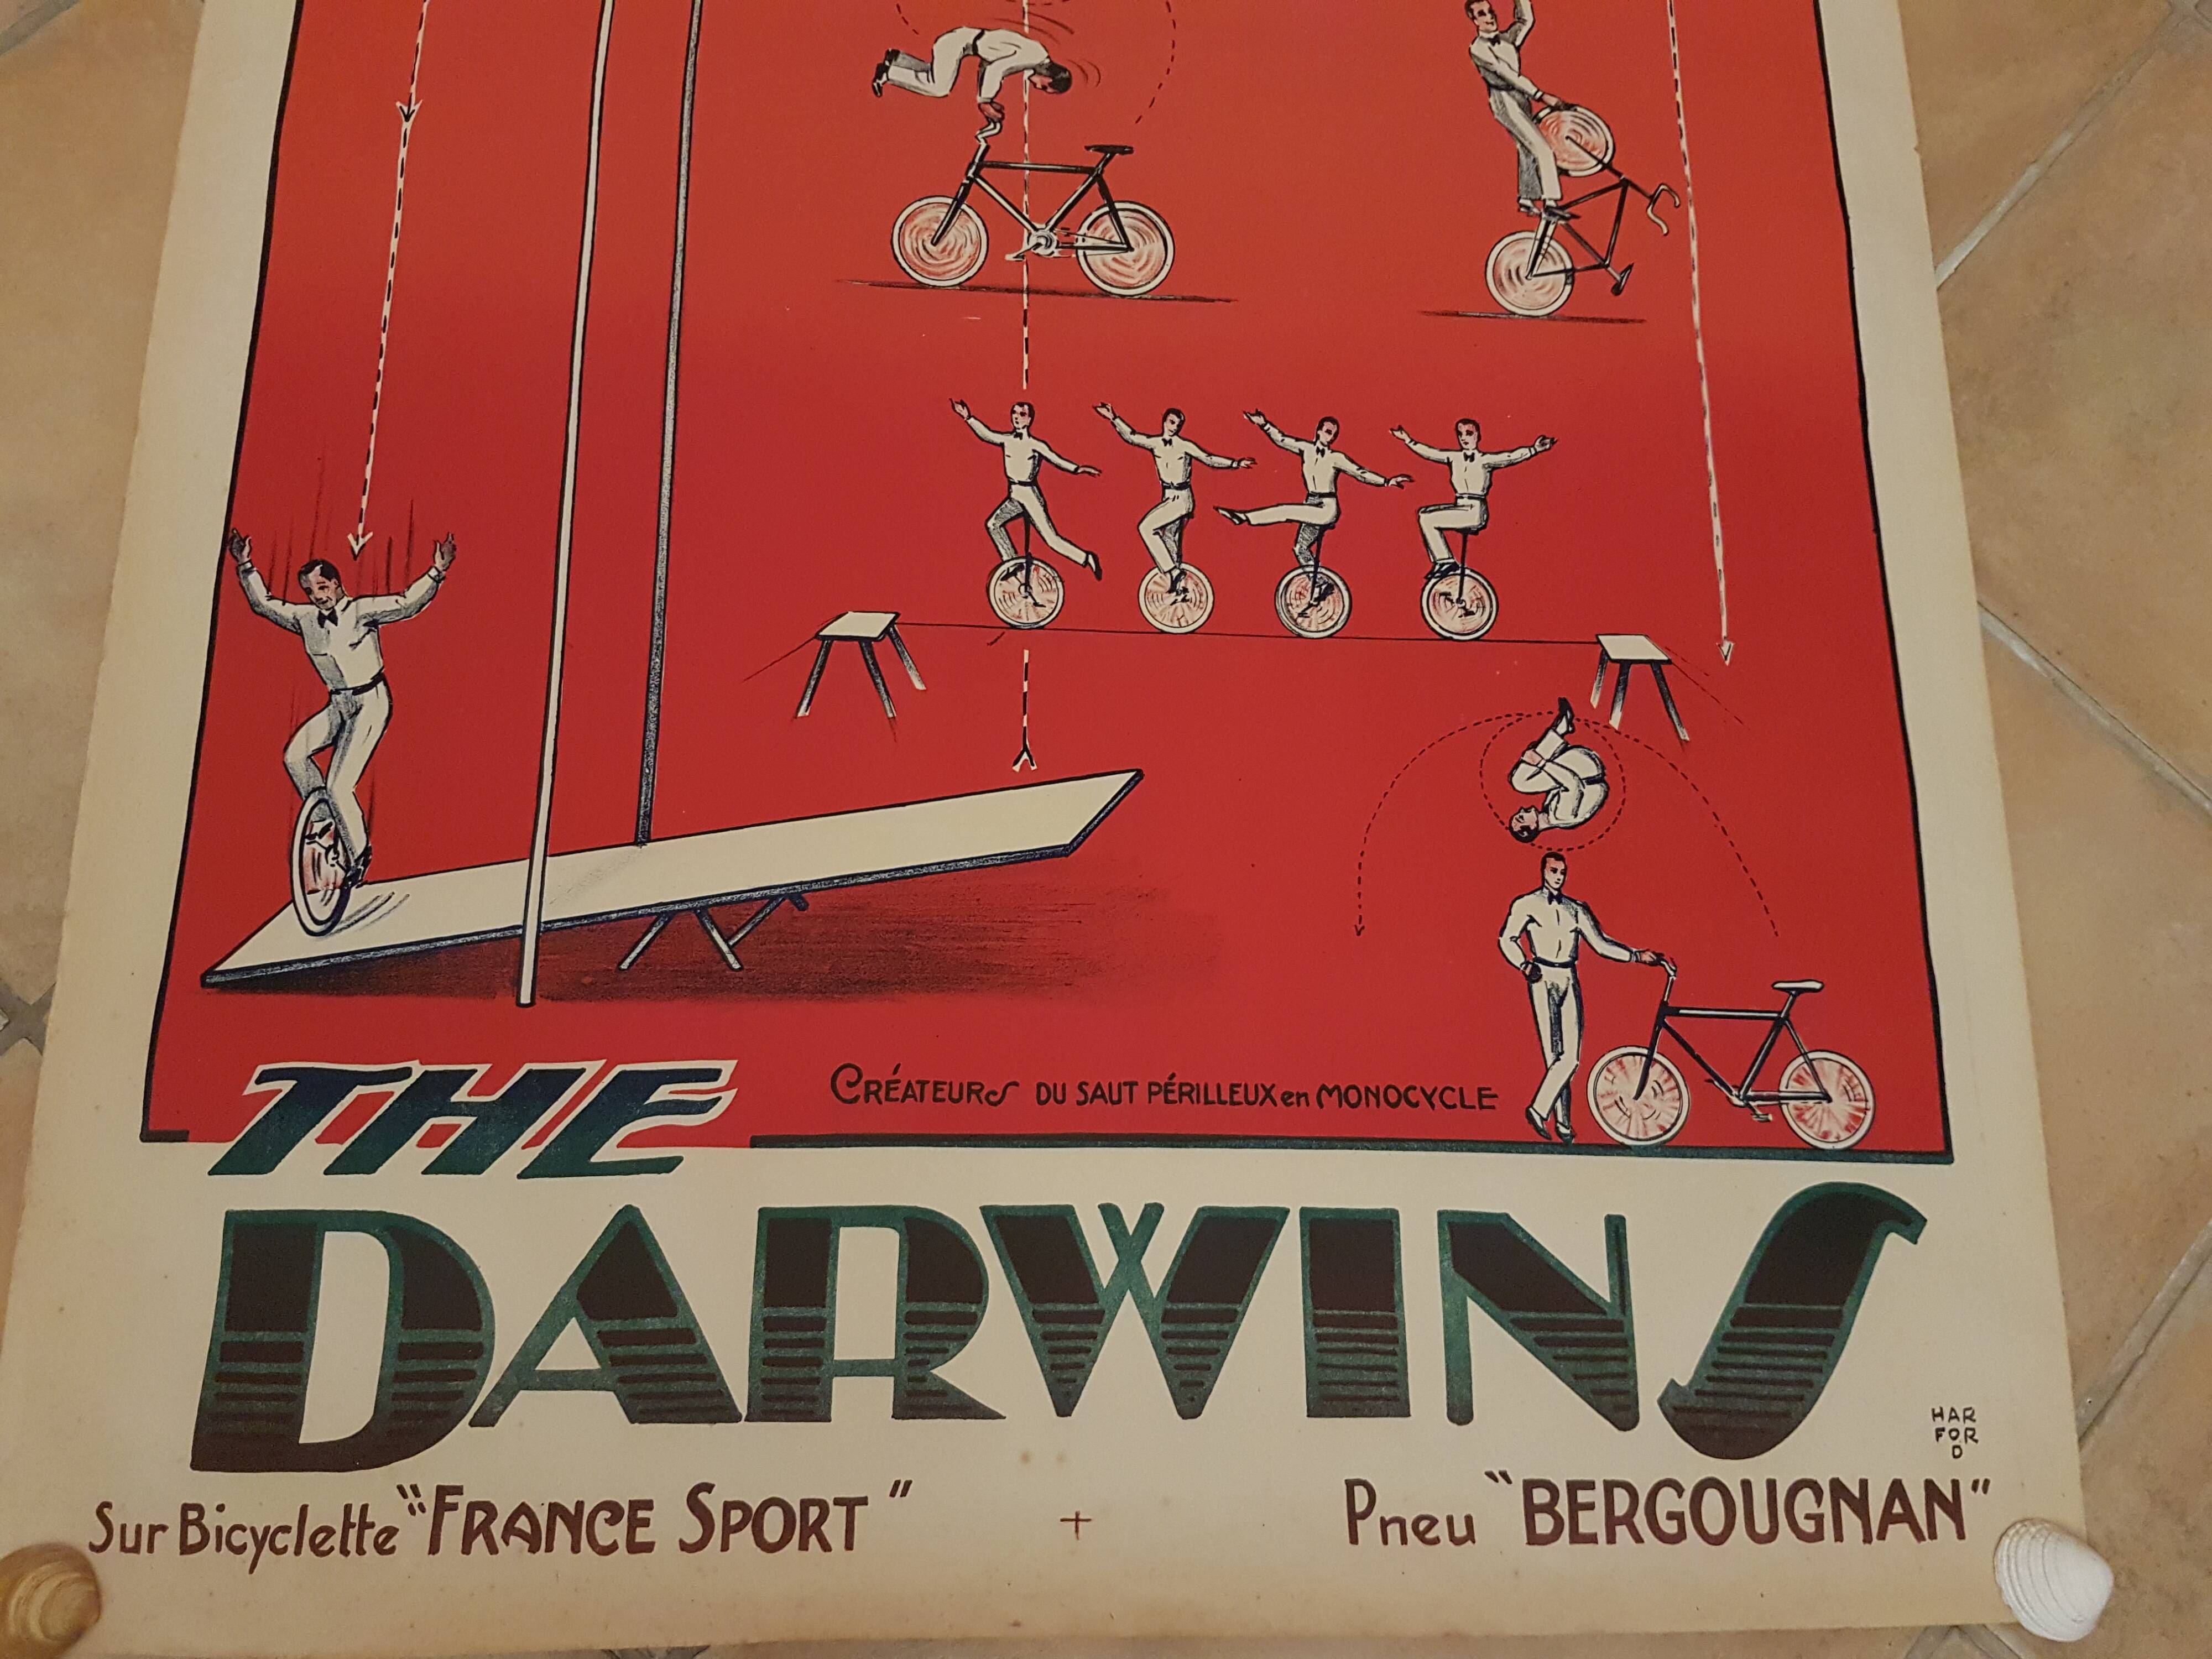 THE
CRÉATEURS DU SAUT PÉRILLEUX en MONOCYCLE
DARWINS
HAR
FOR
D
Sur Bicyclette "FRANCE SPORT" + Pneu "BERGOUGNAN"